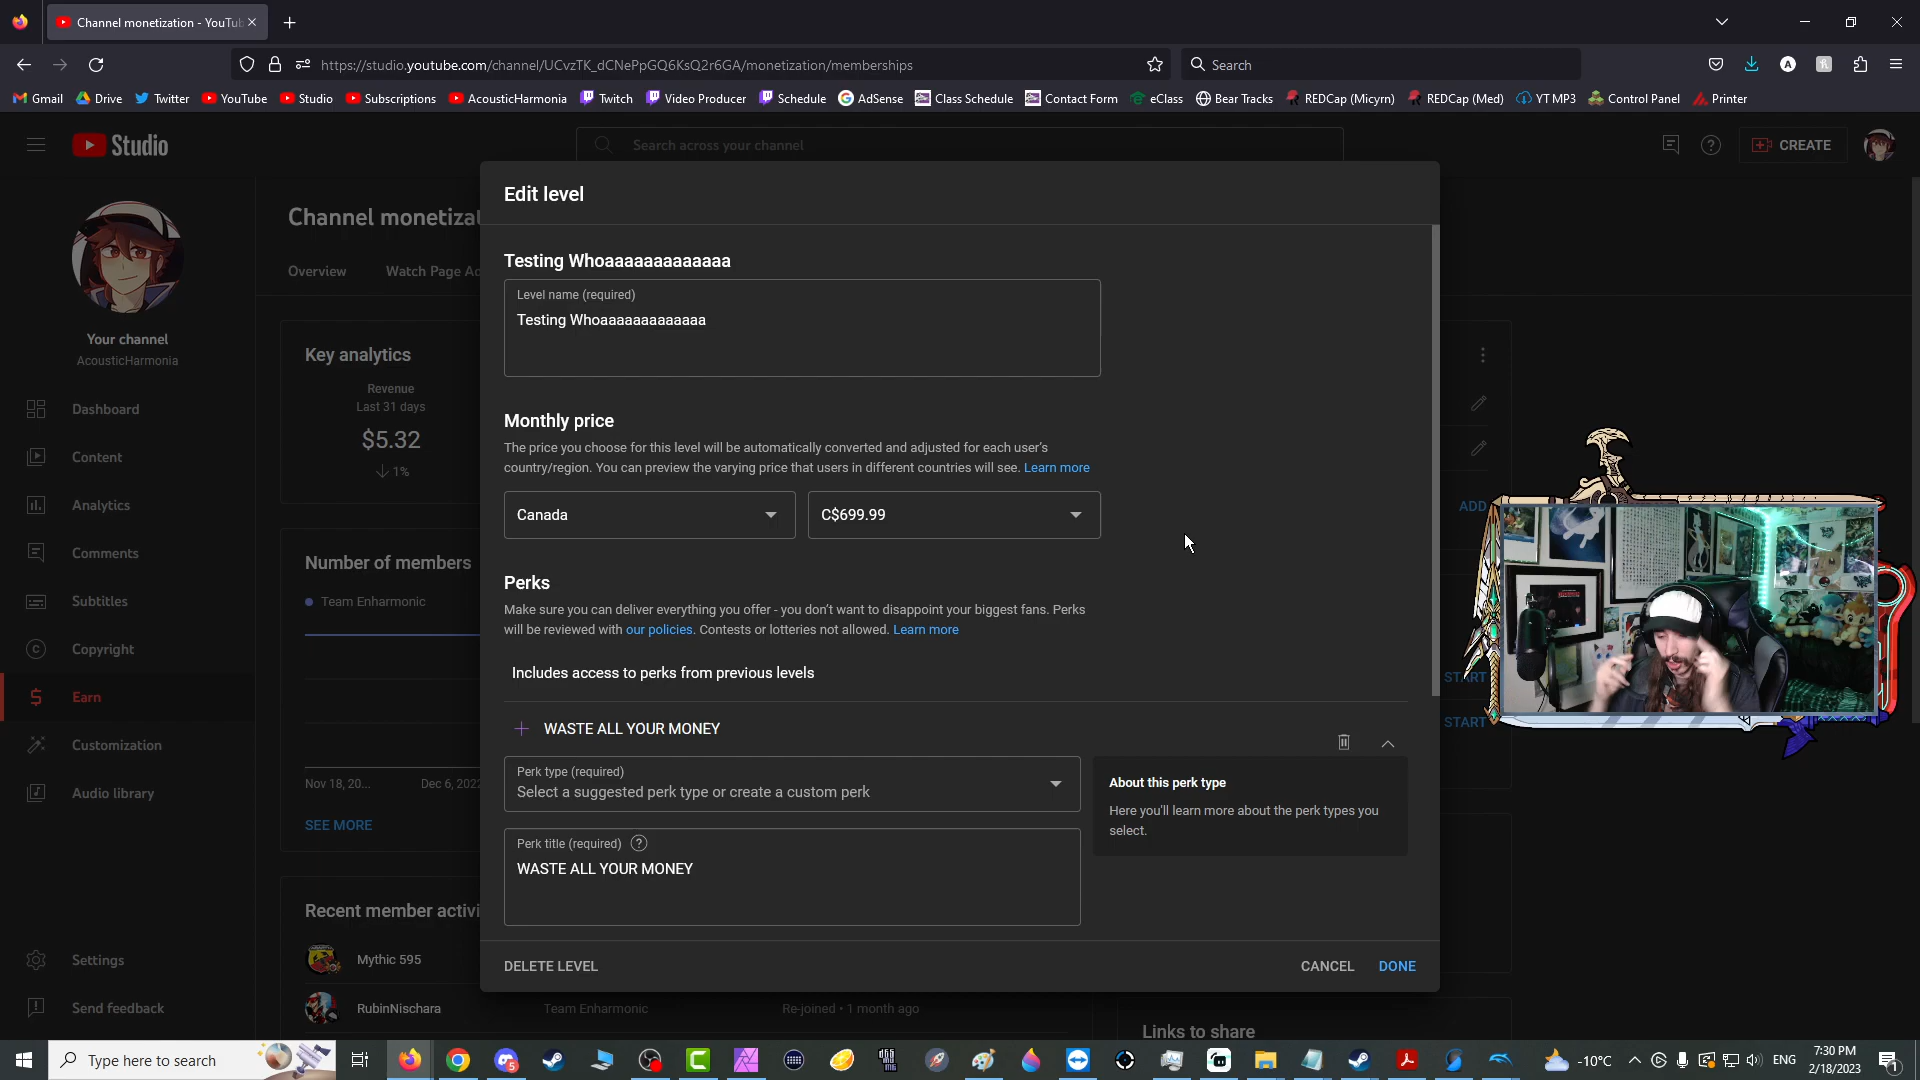 Channel monetization - YouTub
https://studio.youtube.com/channel/UCvzTK_dCNePpGQ6KsQ2r6GA/monetization/memberships
Search
Gmail Drive Twitter YouTube Studio Subscriptions AcousticHarmonia Twitch Video Producer Schedule AdSense Class Schedule Contact Form eClass Bear Tracks REDCap (Micyrn) REDCap (Med) YT MP3 Control Panel Printer
Studio
Search across your channel
CREATE
Your channel
AcousticHarmonia
Dashboard
Content
Analytics
Comments
Subtitles
Copyright
Earn
Customization
Audio library
Settings
Send feedback
Channel monetizat
Overview Watch Page Ad
Key analytics
Revenue
Last 31 days
$5.32
1%
Number of members
Team Enharmonic
Nov 18, 20... Dec 6, 202
SEE MORE
Recent member activi
Mythic 595
RubinNischara Team Enharmonic Re-joined • 1 month ago
Edit level
Testing Whoaaaaaaaaaaaaa
Level name (required)
Testing Whoaaaaaaaaaaaaa
Monthly price
The price you choose for this level will be automatically converted and adjusted for each user's
country/region. You can preview the varying price that users in different countries will see. Learn more
Canada C$699.99
Perks
Make sure you can deliver everything you offer - you don't want to disappoint your biggest fans. Perks
will be reviewed with our policies. Contests or lotteries not allowed. Learn more
Includes access to perks from previous levels
WASTE ALL YOUR MONEY
Perk type (required)
Select a suggested perk type or create a custom perk
About this perk type
Here you'll learn more about the perk types you
select.
Perk title (required)
WASTE ALL YOUR MONEY
DELETE LEVEL CANCEL DONE
ADD
START
START
Links to share
Type here to search
-10°C ENG
7:30 PM
2/18/2023